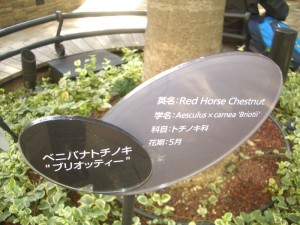 ベニバナトチノキ
“ブリオッティー”
英名：Red Horse Chestnut
学名：Aesculus × carnea 'Briotii'
科目：トチノキ科
花期：5月